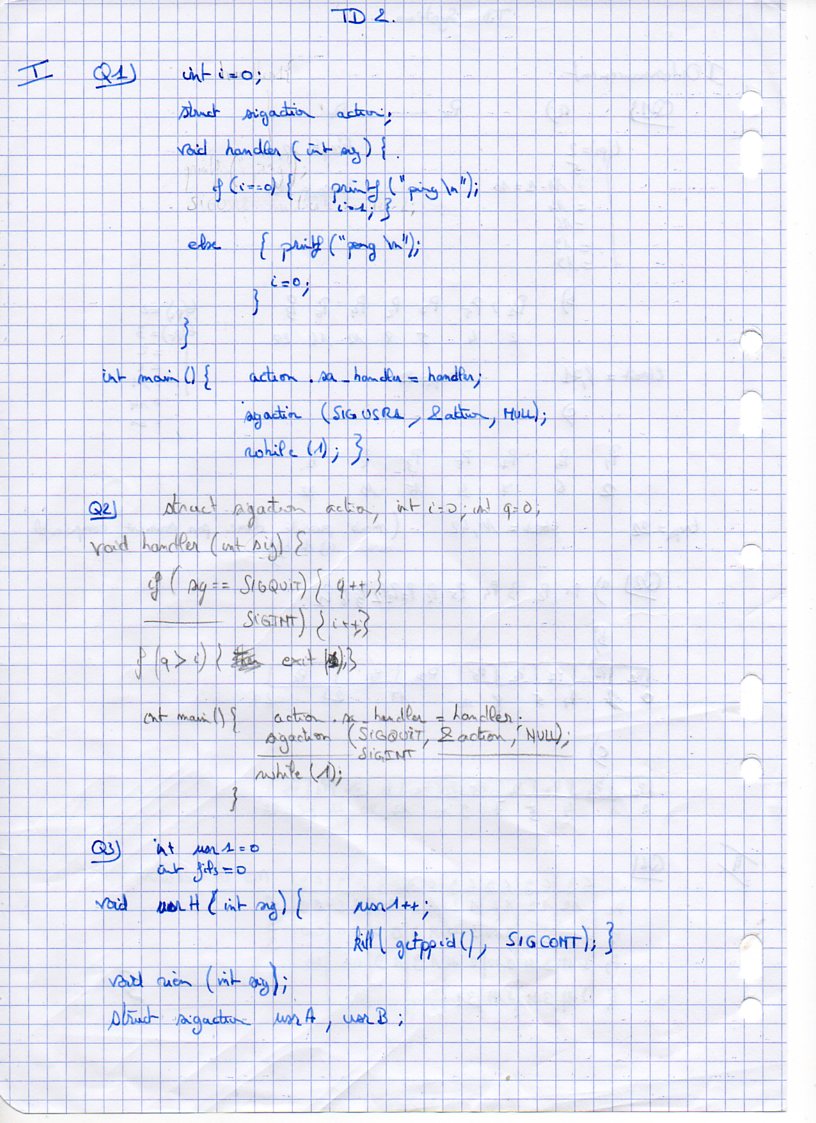 TD 2.
I Q1) int i=0;
struct sigaction action;
void handler (int sig) {
if (i==0) { printf ("ping \n");
i=1; }
else { printf ("pong \n");
i=0;
}
}
int main () { action . sa_handler = handler;
sigaction (SIGUSR1, &action, NULL);
while (1); }.
Q2) struct sigaction action, int i=0; int q=0;
void handler (int sig) {
if ( sig == SIGQUIT) { q++;}
SIGINT) { i++;}
if (q>i) { exit ();}
int main() { action . sa_handler = handler;
sigaction (SIGQUIT, &action, NULL);
SIGINT
while (1);
}
Q3) int usr1=0
int fils=0
void usrH (int sig) { usr1++;
kill( getppid(), SIGCONT); }
void rien (int sig);
struct sigaction usrA, usrB;